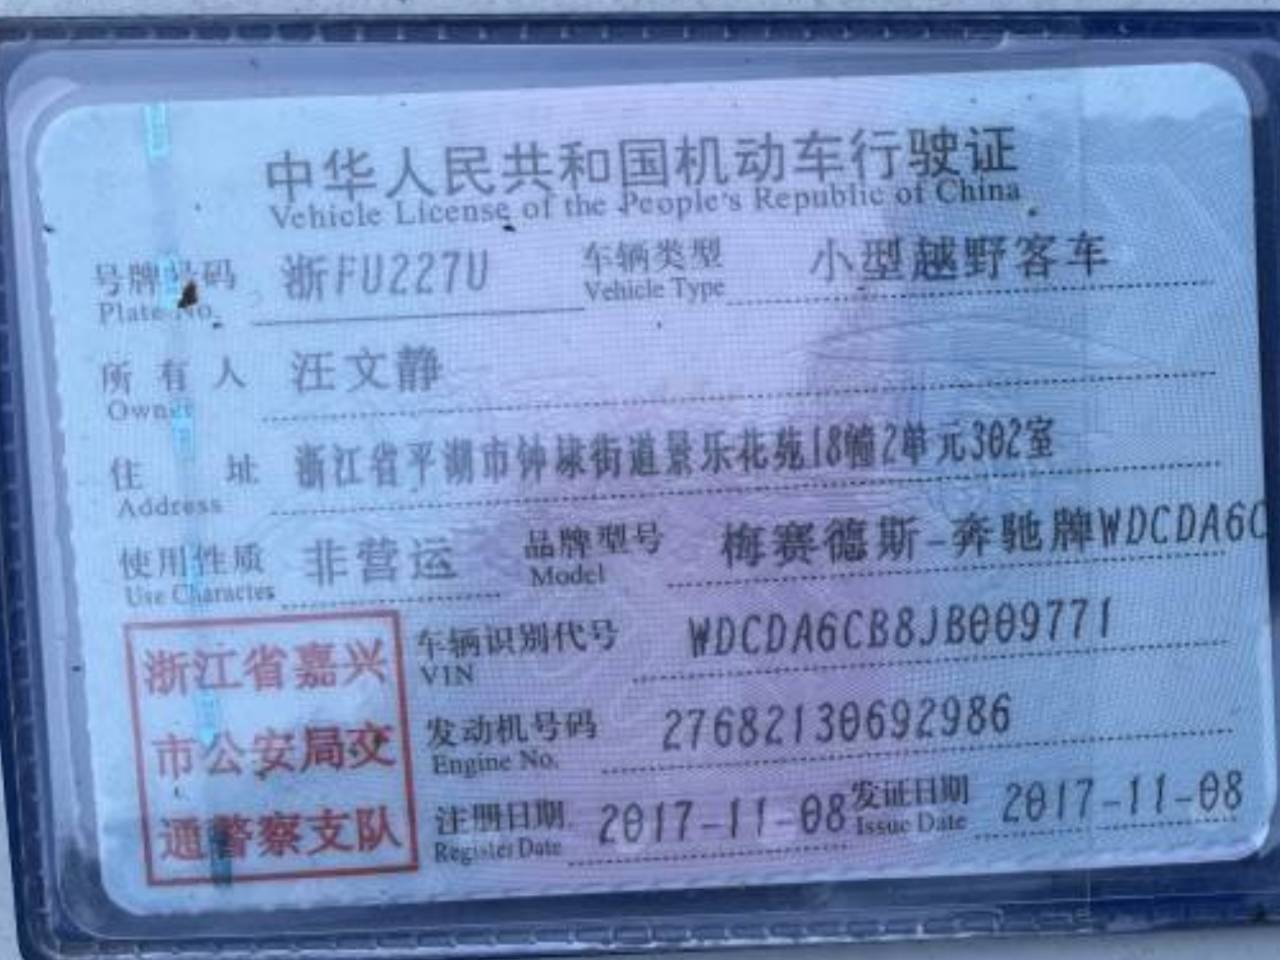 中华人民共和国机动车行驶证
Vehicle License of the People's Republic of China
号牌号码 浙FU227U 车辆类型 小型越野客车
Plate No. Vehicle Type
所有人 汪文静
Owner
住址 浙江省平湖市钟埭街道景乐花苑18幢2单元302室
Address
使用性质 非营运 品牌型号 梅赛德斯-奔驰牌WDCDA6C
Use Character Model
浙江省嘉兴
市公安局交
通警察支队
车辆识别代号 WDCDA6CB8JB009771
VIN
发动机号码 27682130692986
Engine No.
注册日期 2017-11-08 发证日期 2017-11-08
Register Date Issue Date